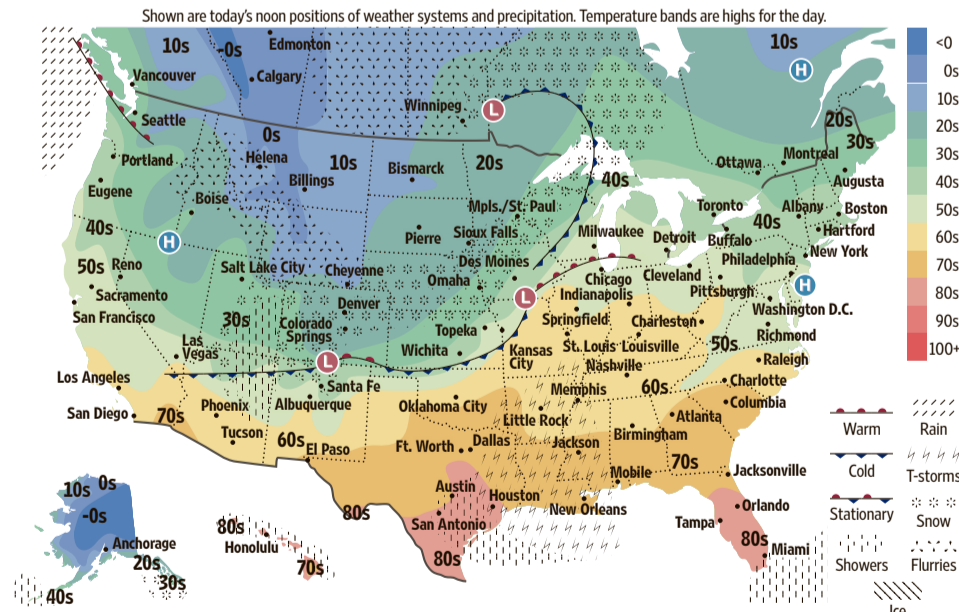 Shown are today's noon positions of weather systems and precipitation. Temperature bands are highs for the day.
10s
-0s
Edmonton
10s
<0
H
0s
Vancouver
Calgary
10s
Winnipeg
L
20s
Seattle
20s
0s
30s
30s
Portland
Helena
10s
Bismarck
20s
Ottawa
Montreal
40s
Eugene
Billings
40s
Augusta
50s
Boise
Mpls./St. Paul
Toronto
40s
Albany
Boston
60s
40s
H
Pierre
Sioux Falls
Milwaukee
Detroit
Buffalo
Hartford
70s
50s
Reno
Salt Lake City
Cheyenne
Des Moines
Philadelphia
New York
80s
Sacramento
Omaha
Chicago
Cleveland
Pittsburgh
H
90s
San Francisco
30s
Denver
L
Indianapolis
Washington D.C.
100+
Colorado
Springs
Topeka
Springfield
Charleston
Richmond
Las
Vegas
L
Wichita
Kansas
City
St. Louis
Louisville
50s
Raleigh
Los Angeles
Santa Fe
Nashville
60s
Charlotte
San Diego
70s
Phoenix
Albuquerque
Oklahoma City
Memphis
Columbia
Tucson
60s
El Paso
Little Rock
Atlanta
Warm
Rain
Ft. Worth
Dallas
Jackson
Birmingham
70s
Mobile
Jacksonville
Cold
T-storms
10s
0s
-0s
80s
Austin
Houston
New Orleans
Orlando
Stationary
Snow
Anchorage
80s
Honolulu
San Antonio
Tampa
80s
Miami
20s
30s
40s
70s
80s
Showers
Flurries
Ice